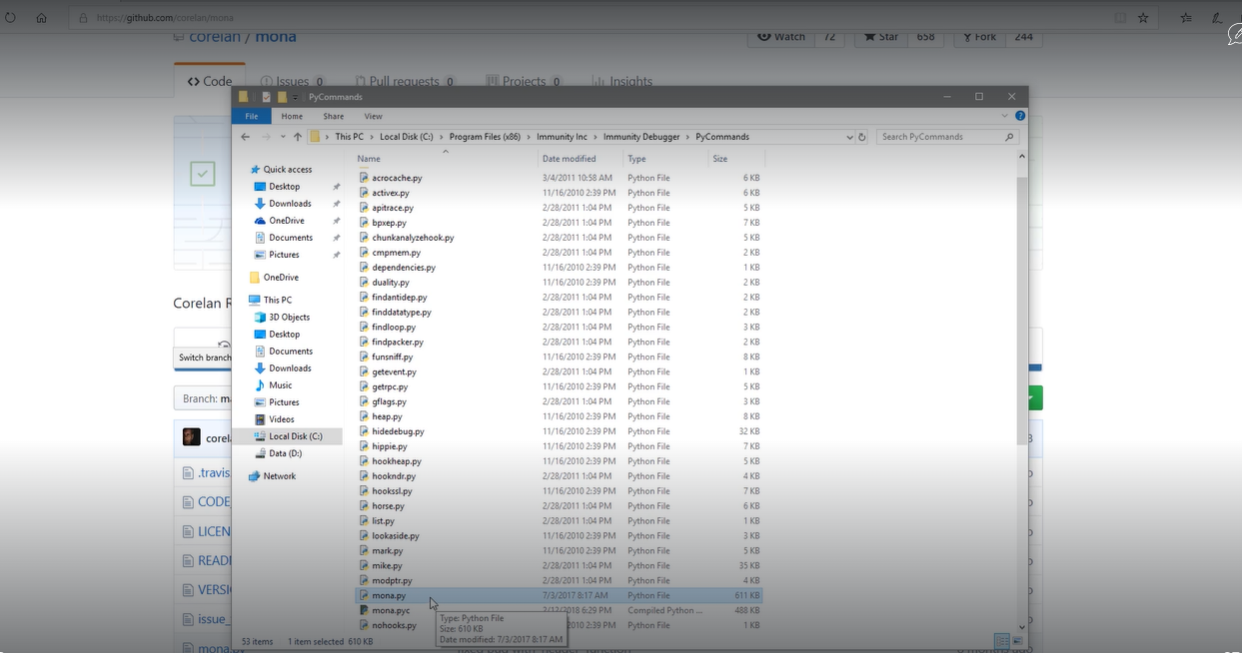 https://github.com/corelan/mona
corelan / mona
Watch 72 Star 658 Fork 244
Code Issues 0 Pull requests 0 Projects 0 Insights
PyCommands
File Home Share View
This PC > Local Disk (C:) > Program Files (x86) > Immunity Inc > Immunity Debugger > PyCommands
Search PyCommands
Name Date modified Type Size
Quick access
Desktop
Downloads
OneDrive
Documents
Pictures
OneDrive
This PC
3D Objects
Desktop
Documents
Downloads
Music
Pictures
Videos
Local Disk (C:)
Data (D:)
Network
acrocache.py 3/4/2011 10:58 AM Python File 6 KB
activex.py 11/16/2010 2:39 PM Python File 6 KB
apitrace.py 2/28/2011 1:04 PM Python File 5 KB
bpxep.py 2/28/2011 1:04 PM Python File 7 KB
chunkanalyzehook.py 2/28/2011 1:04 PM Python File 5 KB
cmpmem.py 2/28/2011 1:04 PM Python File 2 KB
dependencies.py 11/16/2010 2:39 PM Python File 1 KB
duality.py 11/16/2010 2:39 PM Python File 2 KB
findantidep.py 2/28/2011 1:04 PM Python File 2 KB
finddatatype.py 2/28/2011 1:04 PM Python File 2 KB
findloop.py 2/28/2011 1:04 PM Python File 3 KB
findpacker.py 2/28/2011 1:04 PM Python File 2 KB
funsniff.py 11/16/2010 2:39 PM Python File 8 KB
getevent.py 2/28/2011 1:04 PM Python File 1 KB
getrpc.py 11/16/2010 2:39 PM Python File 5 KB
gflags.py 2/28/2011 1:04 PM Python File 3 KB
heap.py 11/16/2010 2:39 PM Python File 8 KB
hidedebug.py 11/16/2010 2:39 PM Python File 32 KB
hippie.py 11/16/2010 2:39 PM Python File 7 KB
hookheap.py 11/16/2010 2:39 PM Python File 5 KB
hookndr.py 2/28/2011 1:04 PM Python File 4 KB
hookssl.py 11/16/2010 2:39 PM Python File 7 KB
horse.py 2/28/2011 1:04 PM Python File 6 KB
list.py 2/28/2011 1:04 PM Python File 1 KB
lookaside.py 11/16/2010 2:39 PM Python File 3 KB
mark.py 11/16/2010 2:39 PM Python File 5 KB
mike.py 2/28/2011 1:04 PM Python File 35 KB
modptr.py 2/28/2011 1:04 PM Python File 4 KB
mona.py 7/3/2017 8:17 AM Python File 611 KB
mona.pyc 2/12/2018 6:29 PM Compiled Python ... 488 KB
nohooks.py 2010 2:39 PM Python File 1 KB
Type: Python File
Size: 610 KB
Date modified: 7/3/2017 8:17 AM
53 items 1 item selected 610 KB
Corelan R
Switch branch
Branch: m
corela
.travis
CODE
LICEN
READ
VERSI
issue_
mona